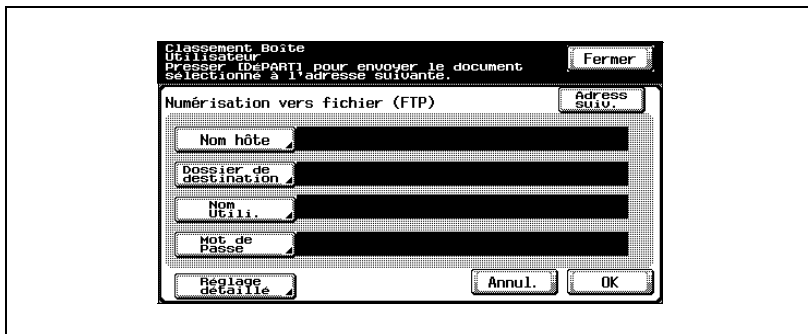 Classement Boîte
Utilisateur
Presser [DéPART] pour envoyer le document
sélectionné à l'adresse suivante.
Fermer
Numérisation vers fichier (FTP)
Adress
suiv.
Nom hôte
Dossier de
destination
Nom
Utili.
Mot de
Passe
Réglage
détaillé
Annul.
OK